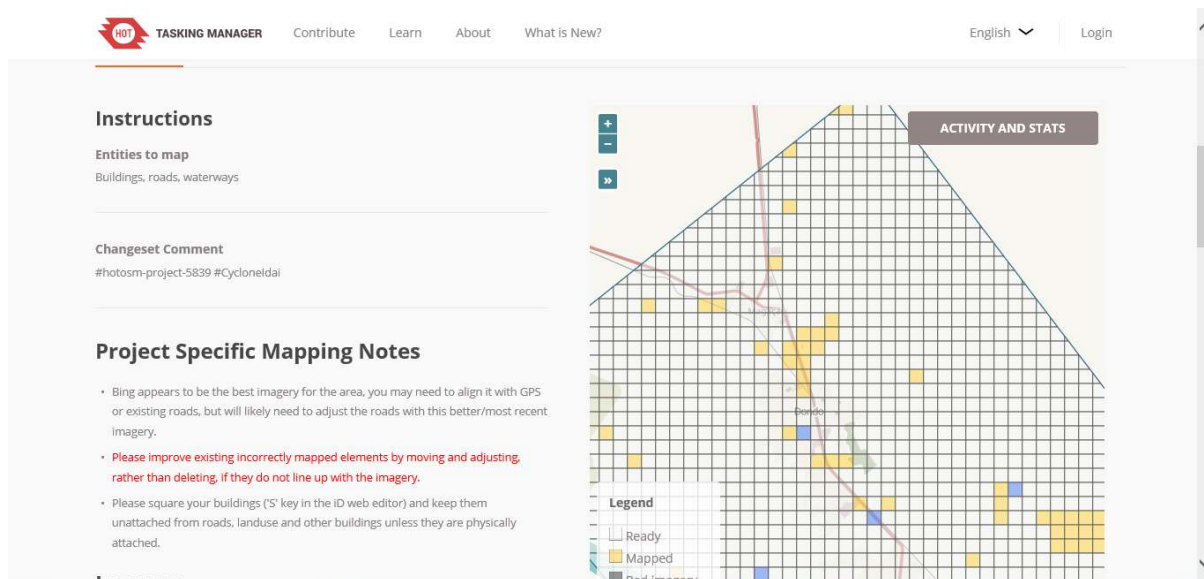 HOT TASKING MANAGER Contribute Learn About What is New? English Login
Instructions
Entities to map
Buildings, roads, waterways
Changeset Comment
#hotosm-project-5839 #CycloneIdai
Project Specific Mapping Notes
• Bing appears to be the best imagery for the area, you may need to align it with GPS
or existing roads, but will likely need to adjust the roads with this better/most recent
imagery.
• Please improve existing incorrectly mapped elements by moving and adjusting,
rather than deleting, if they do not line up with the imagery.
• Please square your buildings ('S' key in the iD web editor) and keep them
unattached from roads, landuse and other buildings unless they are physically
attached.
+
ACTIVITY AND STATS
−
»
Dondo
Legend
Ready
Mapped
Bad imagery